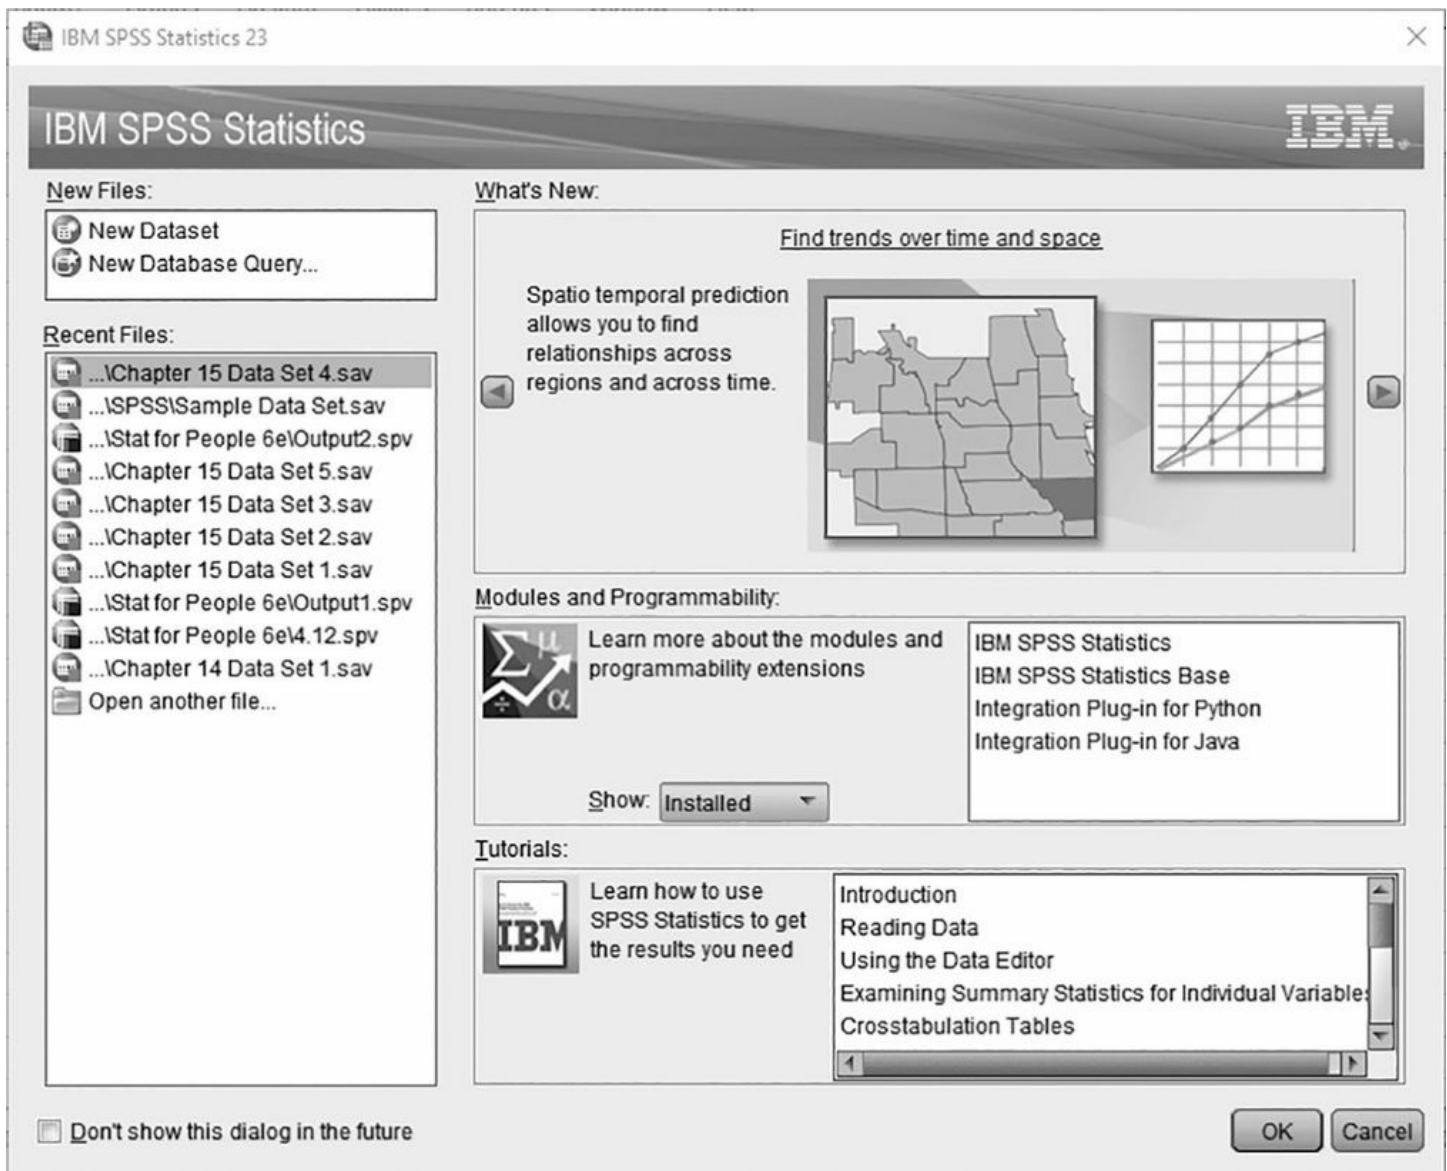 IBM SPSS Statistics 23
IBM SPSS Statistics
IBM
New Files:
New Dataset
New Database Query...
Recent Files:
...\Chapter 15 Data Set 4.sav
...\SPSS\Sample Data Set.sav
...\Stat for People 6e\Output2.spv
...\Chapter 15 Data Set 5.sav
...\Chapter 15 Data Set 3.sav
...\Chapter 15 Data Set 2.sav
...\Chapter 15 Data Set 1.sav
...\Stat for People 6e\Output1.spv
...\Stat for People 6e\4.12.spv
...\Chapter 14 Data Set 1.sav
Open another file...
What's New:
Find trends over time and space
Spatio temporal prediction
allows you to find
relationships across
regions and across time.
Modules and Programmability:
Σ μ
α
Learn more about the modules and
programmability extensions
Show: Installed
IBM SPSS Statistics
IBM SPSS Statistics Base
Integration Plug-in for Python
Integration Plug-in for Java
Tutorials:
IBM
Learn how to use
SPSS Statistics to get
the results you need
Introduction
Reading Data
Using the Data Editor
Examining Summary Statistics for Individual Variable
Crosstabulation Tables
Don't show this dialog in the future
OK
Cancel